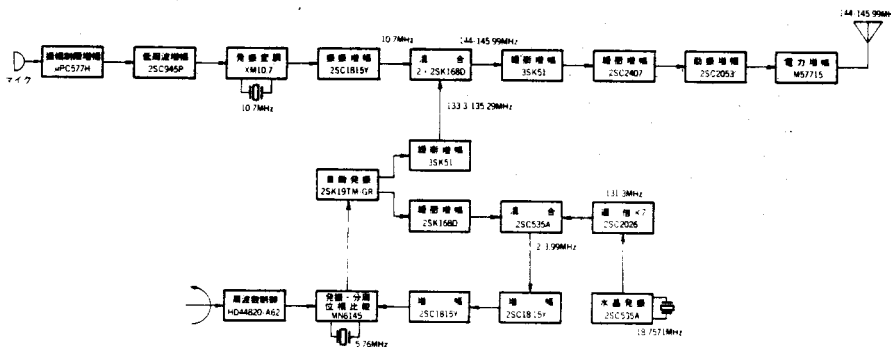 144-145.99MHz
10.7MHz
144-145.99MHz
マイク
振幅制限増幅
μPC577H
低周波増幅
2SC945P
発振変調
XM10.7
10.7MHz
緩衝増幅
2SC1815Y
混合
2・2SK168D
緩衝増幅
3SK51
緩衝増幅
2SC2407
励振増幅
2SC2053
電力増幅
M57715
133.3-135.29MHz
緩衝増幅
3SK51
自励発振
2SK19TM-GR
緩衝増幅
2SK168D
混合
2SC535A
131.3MHz
逓倍×7
2SC2026
2-3.99MHz
周波数制御
HD44820-A62
発振・分周
位相比較
MN6145
5.76MHz
増幅
2SC1815Y
増幅
2SC1815Y
水晶発振
2SC535A
18.7571MHz